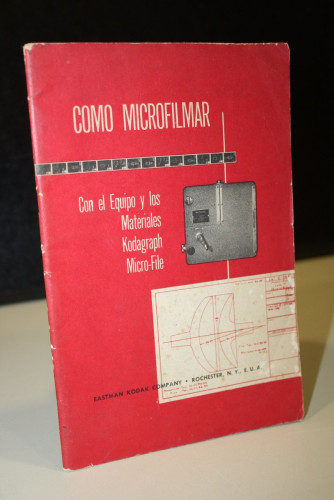 COMO MICROFILMAR
Con el Equipo y los
Materiales
Kodagraph
Micro-File
EASTMAN KODAK COMPANY • ROCHESTER, N. Y., E. U. A.